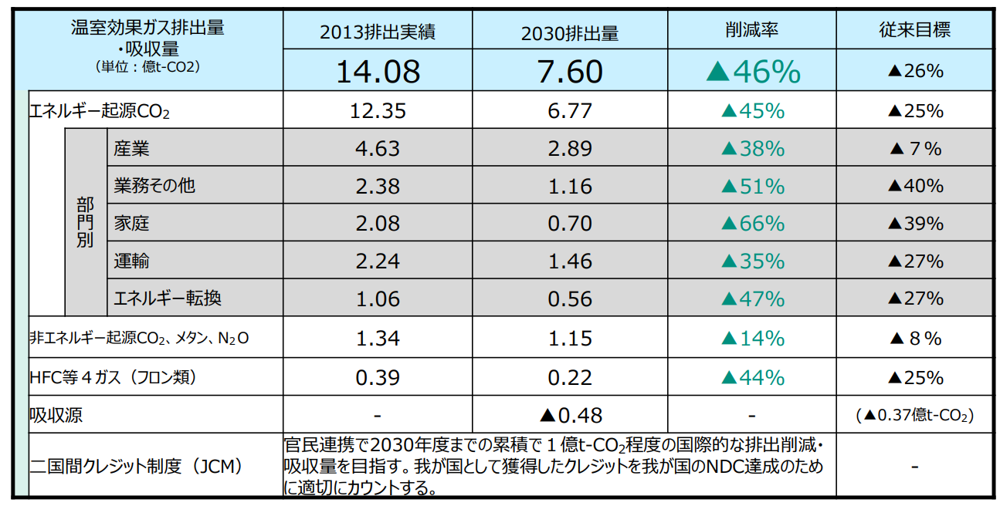 温室効果ガス排出量
・吸収量
（単位：億t-CO2）
2013排出実績
2030排出量
削減率
従来目標
14.08
7.60
▲46%
▲26%
エネルギー起源CO₂
12.35
6.77
▲45%
▲25%
部門別
産業
4.63
2.89
▲38%
▲７%
業務その他
2.38
1.16
▲51%
▲40%
家庭
2.08
0.70
▲66%
▲39%
運輸
2.24
1.46
▲35%
▲27%
エネルギー転換
1.06
0.56
▲47%
▲27%
非エネルギー起源CO₂、メタン、N₂O
1.34
1.15
▲14%
▲８%
HFC等４ガス（フロン類）
0.39
0.22
▲44%
▲25%
吸収源
-
▲0.48
-
(▲0.37億t-CO₂)
二国間クレジット制度（JCM）
官民連携で2030年度までの累積で１億t-CO₂程度の国際的な排出削減・
吸収量を目指す。我が国として獲得したクレジットを我が国のNDC達成のため
に適切にカウントする。
-